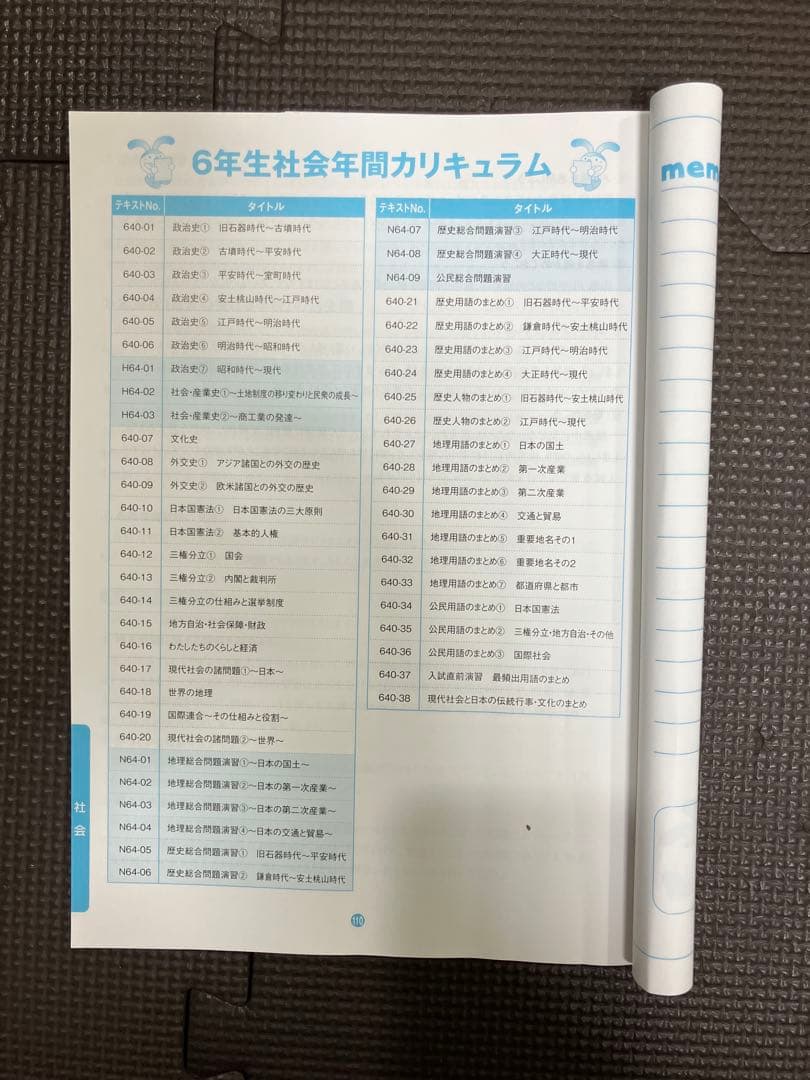 6年生社会年間カリキュラム
テキストNo. タイトル
640-01 政治史① 旧石器時代～古墳時代
640-02 政治史② 古墳時代～平安時代
640-03 政治史③ 平安時代～室町時代
640-04 政治史④ 安土桃山時代～江戸時代
640-05 政治史⑤ 江戸時代～明治時代
640-06 政治史⑥ 明治時代～昭和時代
H64-01 政治史⑦ 昭和時代～現代
H64-02 社会・産業史①～土地制度の移り変わりと民衆の成長～
H64-03 社会・産業史②～商工業の発達～
640-07 文化史
640-08 外交史① アジア諸国との外交の歴史
640-09 外交史② 欧米諸国との外交の歴史
640-10 日本国憲法① 日本国憲法の三大原則
640-11 日本国憲法② 基本的人権
640-12 三権分立① 国会
640-13 三権分立② 内閣と裁判所
640-14 三権分立の仕組みと選挙制度
640-15 地方自治・社会保障・財政
640-16 わたしたちのくらしと経済
640-17 現代社会の諸問題①～日本～
640-18 世界の地理
640-19 国際連合～その仕組みと役割～
640-20 現代社会の諸問題②～世界～
N64-01 地理総合問題演習①～日本の国土～
N64-02 地理総合問題演習②～日本の第一次産業～
N64-03 地理総合問題演習③～日本の第二次産業～
N64-04 地理総合問題演習④～日本の交通と貿易～
N64-05 歴史総合問題演習① 旧石器時代～平安時代
N64-06 歴史総合問題演習② 鎌倉時代～安土桃山時代
テキストNo. タイトル
N64-07 歴史総合問題演習③ 江戸時代～明治時代
N64-08 歴史総合問題演習④ 大正時代～現代
N64-09 公民総合問題演習
640-21 歴史用語のまとめ① 旧石器時代～平安時代
640-22 歴史用語のまとめ② 鎌倉時代～安土桃山時代
640-23 歴史用語のまとめ③ 江戸時代～明治時代
640-24 歴史用語のまとめ④ 大正時代～現代
640-25 歴史人物のまとめ① 旧石器時代～安土桃山時代
640-26 歴史人物のまとめ② 江戸時代～現代
640-27 地理用語のまとめ① 日本の国土
640-28 地理用語のまとめ② 第一次産業
640-29 地理用語のまとめ③ 第二次産業
640-30 地理用語のまとめ④ 交通と貿易
640-31 地理用語のまとめ⑤ 重要地名その1
640-32 地理用語のまとめ⑥ 重要地名その2
640-33 地理用語のまとめ⑦ 都道府県と都市
640-34 公民用語のまとめ① 日本国憲法
640-35 公民用語のまとめ② 三権分立・地方自治・その他
640-36 公民用語のまとめ③ 国際社会
640-37 入試直前演習 最頻出用語のまとめ
640-38 現代社会と日本の伝統行事・文化のまとめ
社会
110
mem